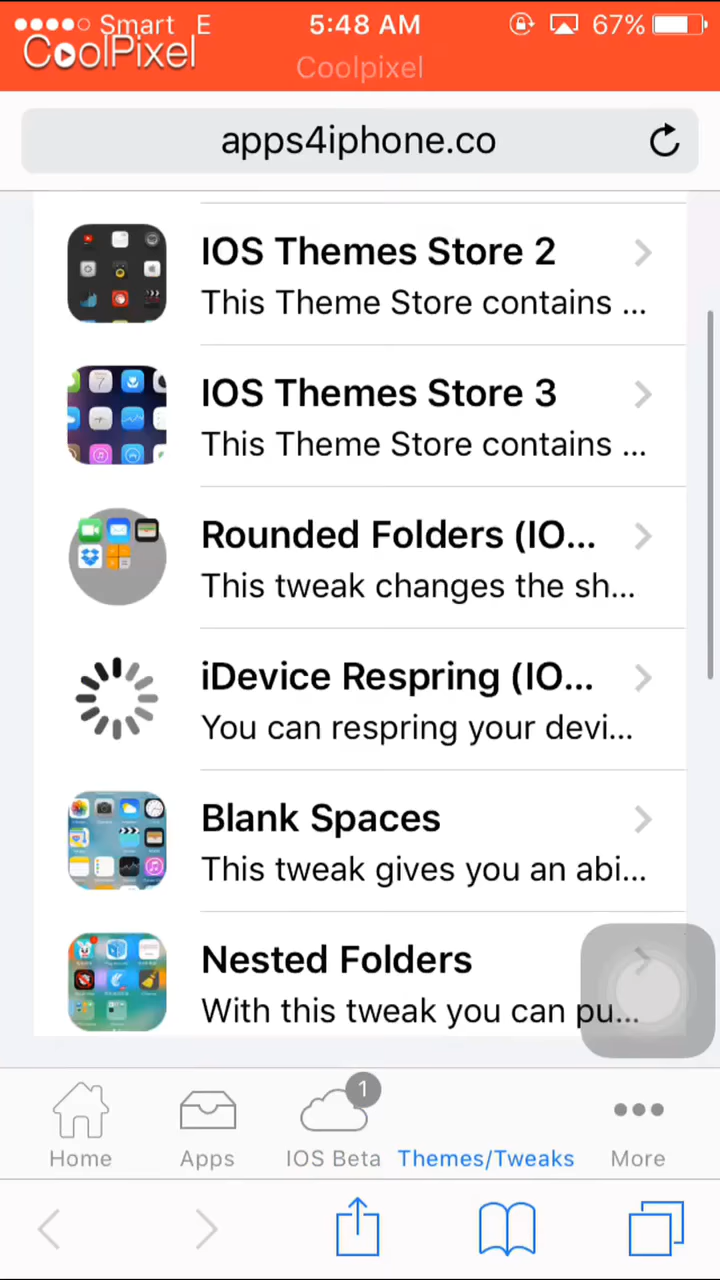 Smart E 5:48 AM 67%
CoolPixel
Coolpixel
apps4iphone.co
IOS Themes Store 2
This Theme Store contains ...
IOS Themes Store 3
This Theme Store contains ...
Rounded Folders (IO...
This tweak changes the sh...
iDevice Respring (IO...
You can respring your devi...
Blank Spaces
This tweak gives you an abi...
Nested Folders
With this tweak you can pu...
1
Home Apps IOS Beta Themes/Tweaks More